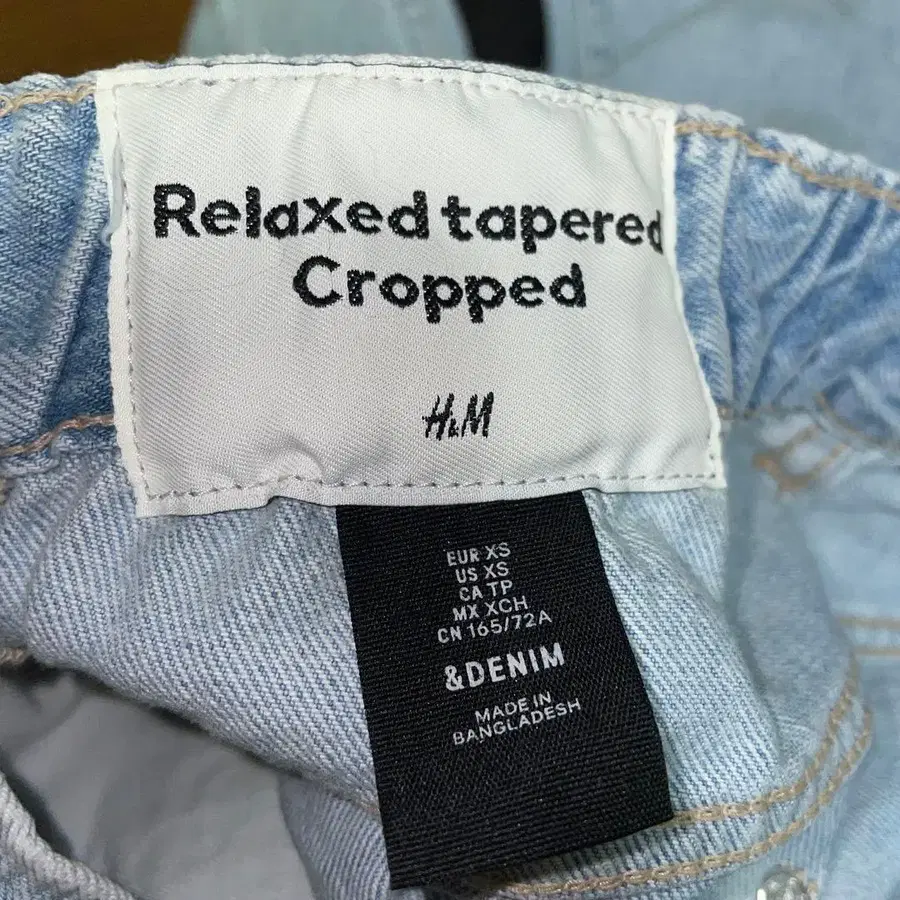 Relaxed tapered
Cropped
H&M
EUR XS
US XS
CA TP
MX XCH
CN 165/72A
&DENIM
MADE IN
BANGLADESH